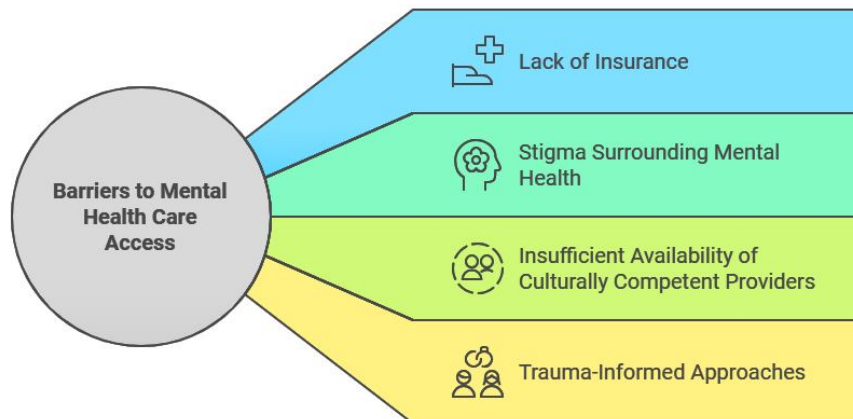 Barriers to Mental
Health Care
Access
Lack of Insurance
Stigma Surrounding Mental
Health
Insufficient Availability of
Culturally Competent Providers
Trauma-Informed Approaches